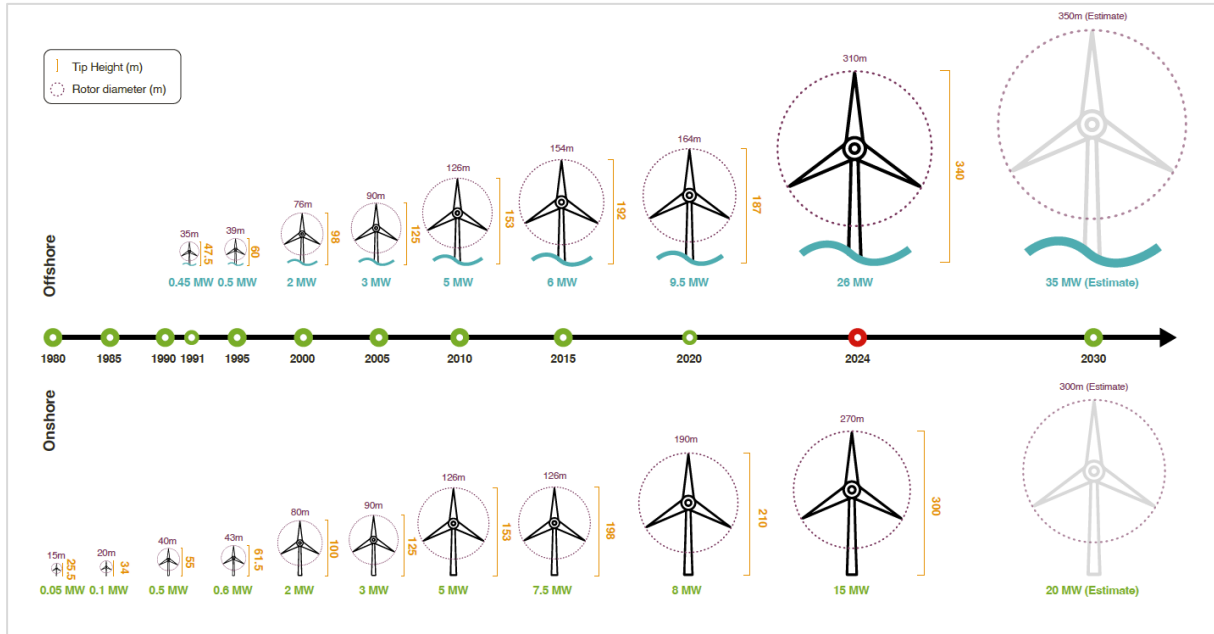 Tip Height (m)
Rotor diameter (m)
Offshore
35m
47.5
0.45 MW
39m
60
0.5 MW
76m
98
2 MW
90m
125
3 MW
126m
153
5 MW
154m
192
6 MW
164m
187
9.5 MW
310m
340
26 MW
350m (Estimate)
35 MW (Estimate)
1980
1985
1990
1991
1995
2000
2005
2010
2015
2020
2024
2030
Onshore
15m
25.5
0.05 MW
20m
34
0.1 MW
40m
55
0.5 MW
43m
61.5
0.6 MW
80m
100
2 MW
90m
125
3 MW
126m
153
5 MW
126m
198
7.5 MW
190m
210
8 MW
270m
300
15 MW
300m (Estimate)
20 MW (Estimate)